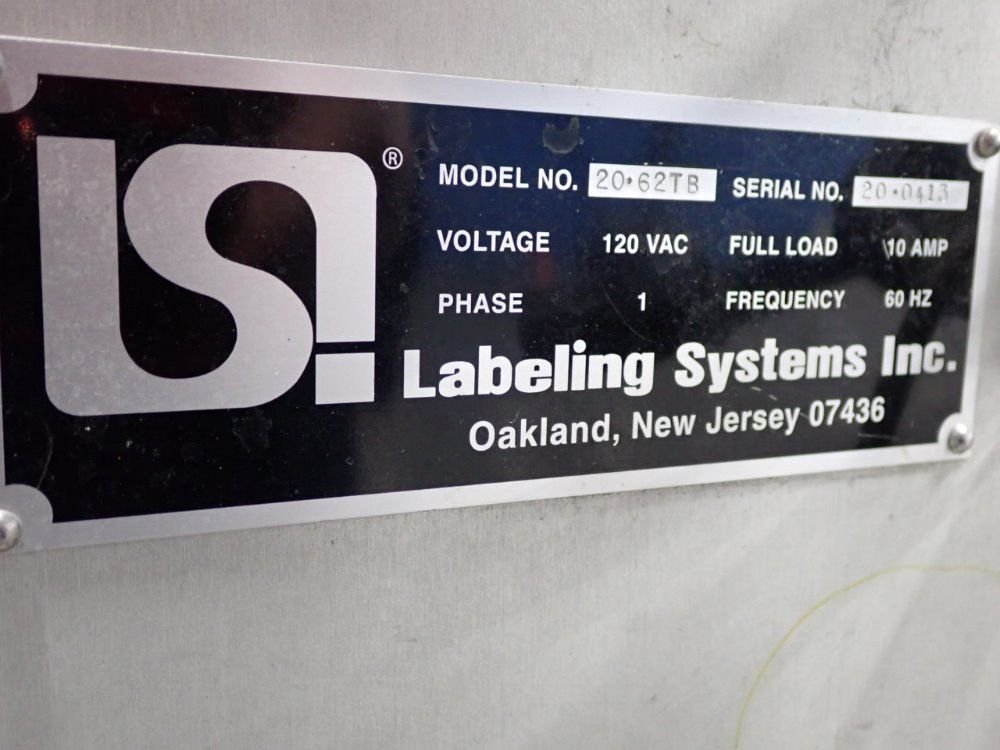 LSI ®
MODEL NO. 20·62TB SERIAL NO. 20·0413
VOLTAGE 120 VAC FULL LOAD 10 AMP
PHASE 1 FREQUENCY 60 HZ
Labeling Systems Inc.
Oakland, New Jersey 07436